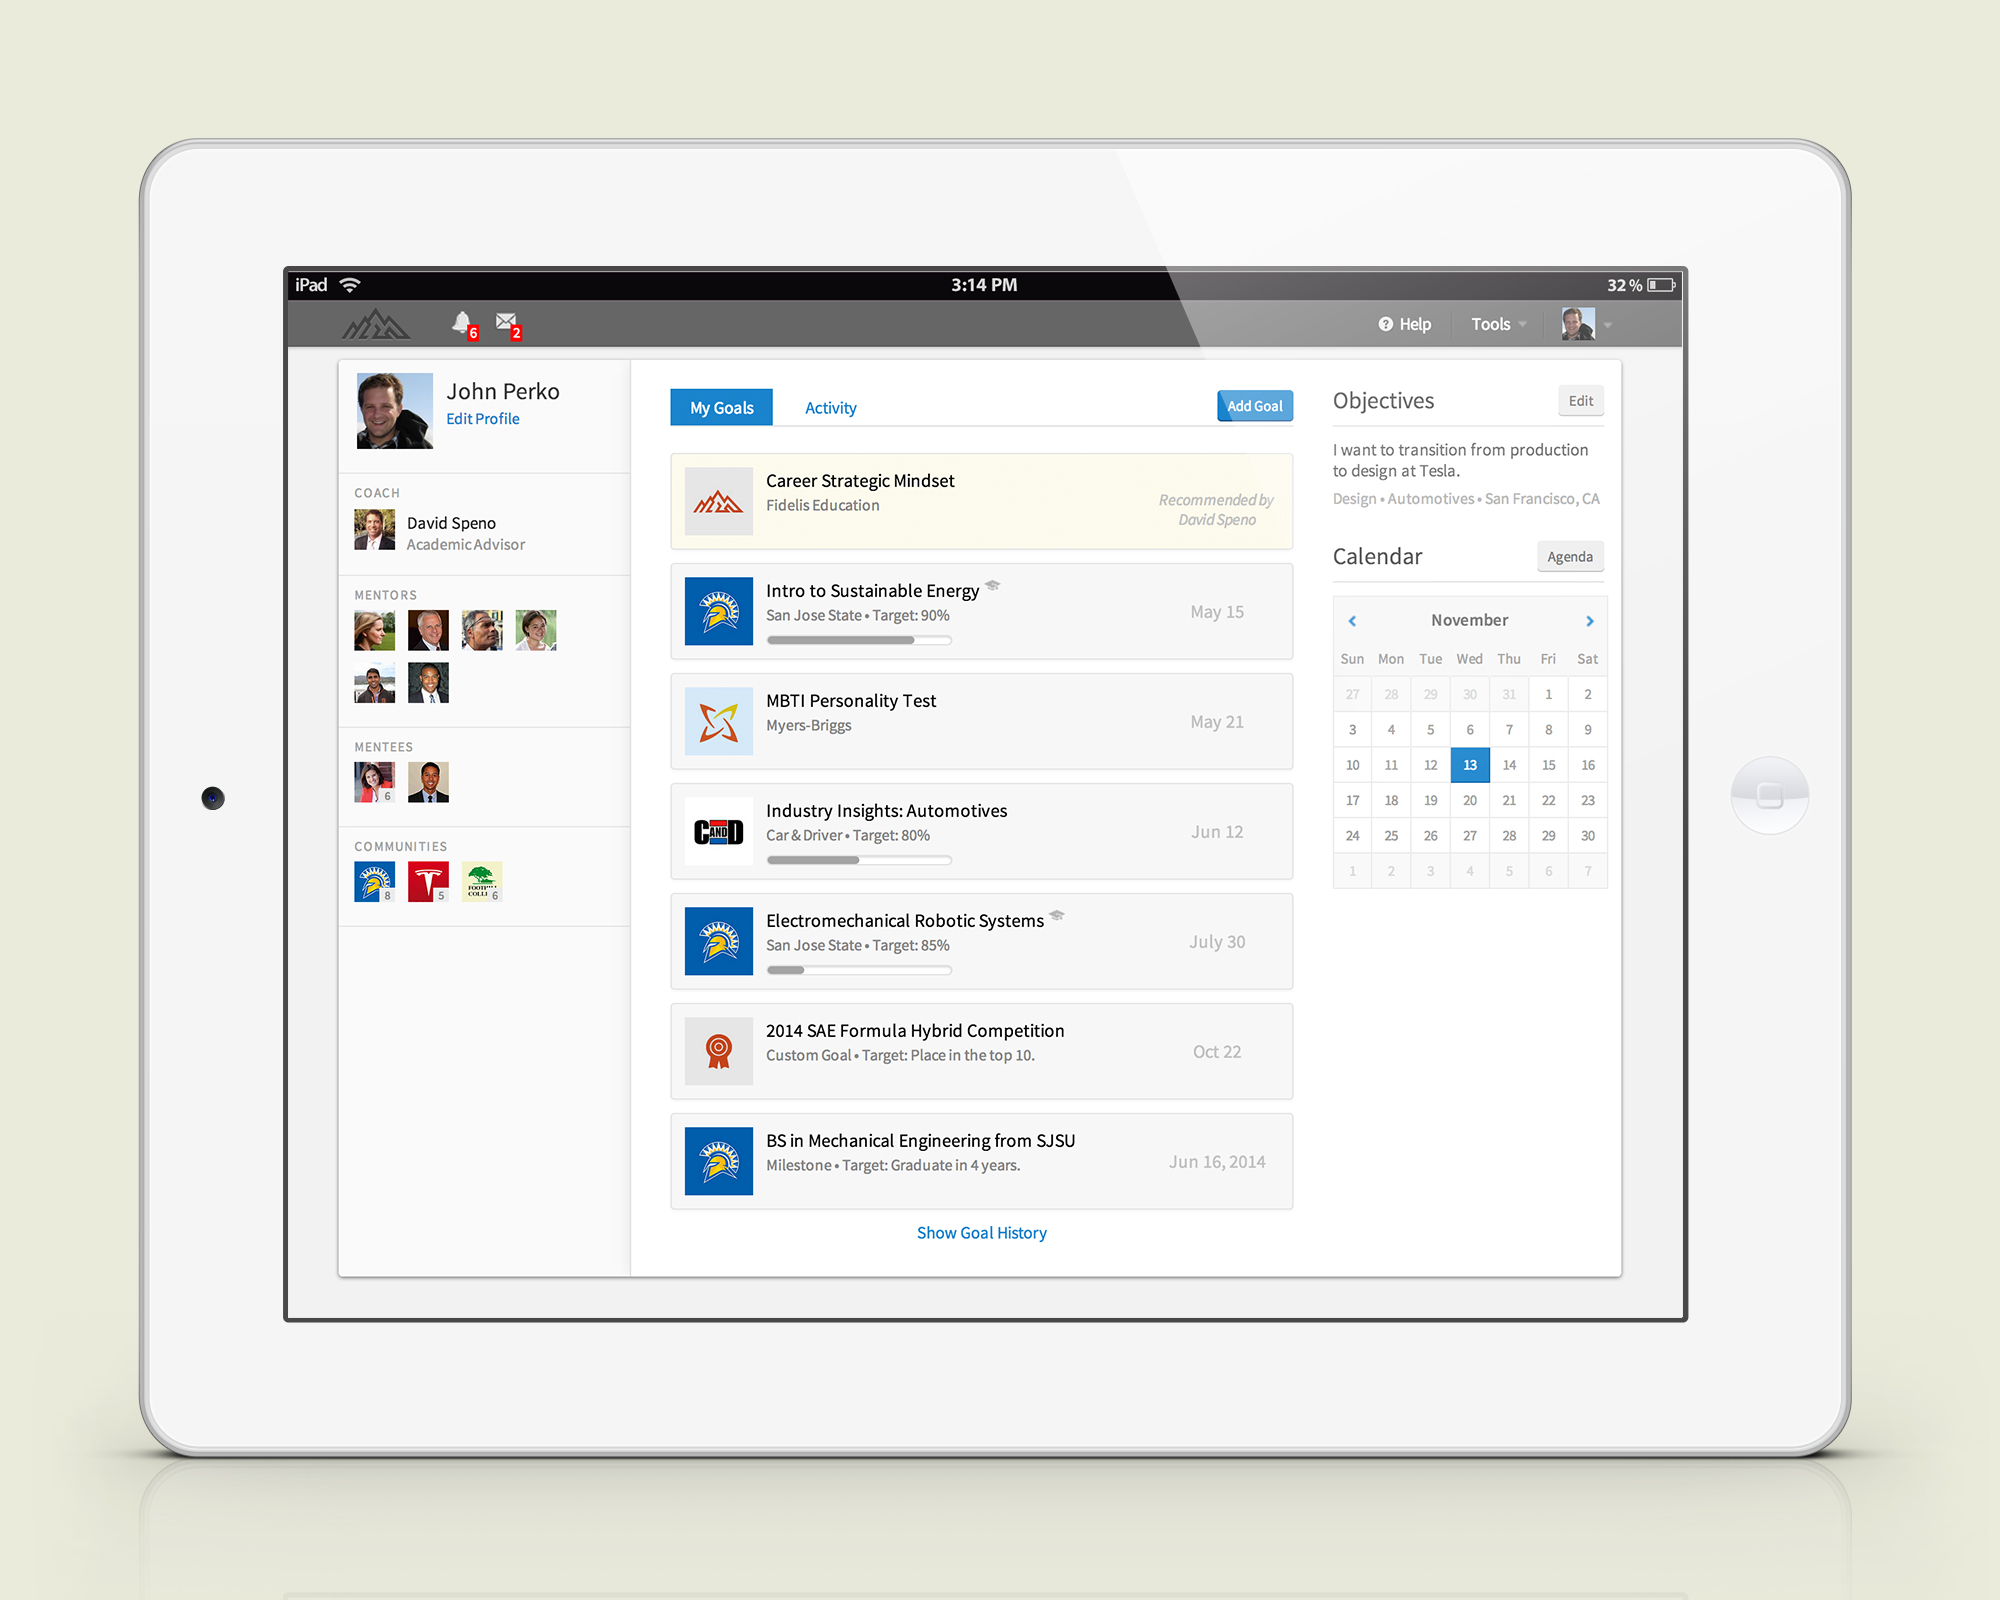 iPad
3:14 PM
32 %
6
2
Help
Tools
John Perko
Edit Profile
COACH
David Speno
Academic Advisor
MENTORS
MENTEES
6
COMMUNITIES
8
5
6
My Goals
Activity
Add Goal
Career Strategic Mindset
Fidelis Education
Recommended by
David Speno
Intro to Sustainable Energy
San Jose State • Target: 90%
May 15
MBTI Personality Test
Myers-Briggs
May 21
CANDD
Industry Insights: Automotives
Car & Driver • Target: 80%
Jun 12
Electromechanical Robotic Systems
San Jose State • Target: 85%
July 30
2014 SAE Formula Hybrid Competition
Custom Goal • Target: Place in the top 10.
Oct 22
BS in Mechanical Engineering from SJSU
Milestone • Target: Graduate in 4 years.
Jun 16, 2014
Show Goal History
Objectives
Edit
I want to transition from production
to design at Tesla.
Design • Automotives • San Francisco, CA
Calendar
Agenda
November
Sun Mon Tue Wed Thu Fri Sat
27 28 29 30 31 1 2
3 4 5 6 7 8 9
10 11 12 13 14 15 16
17 18 19 20 21 22 23
24 25 26 27 28 29 30
1 2 3 4 5 6 7